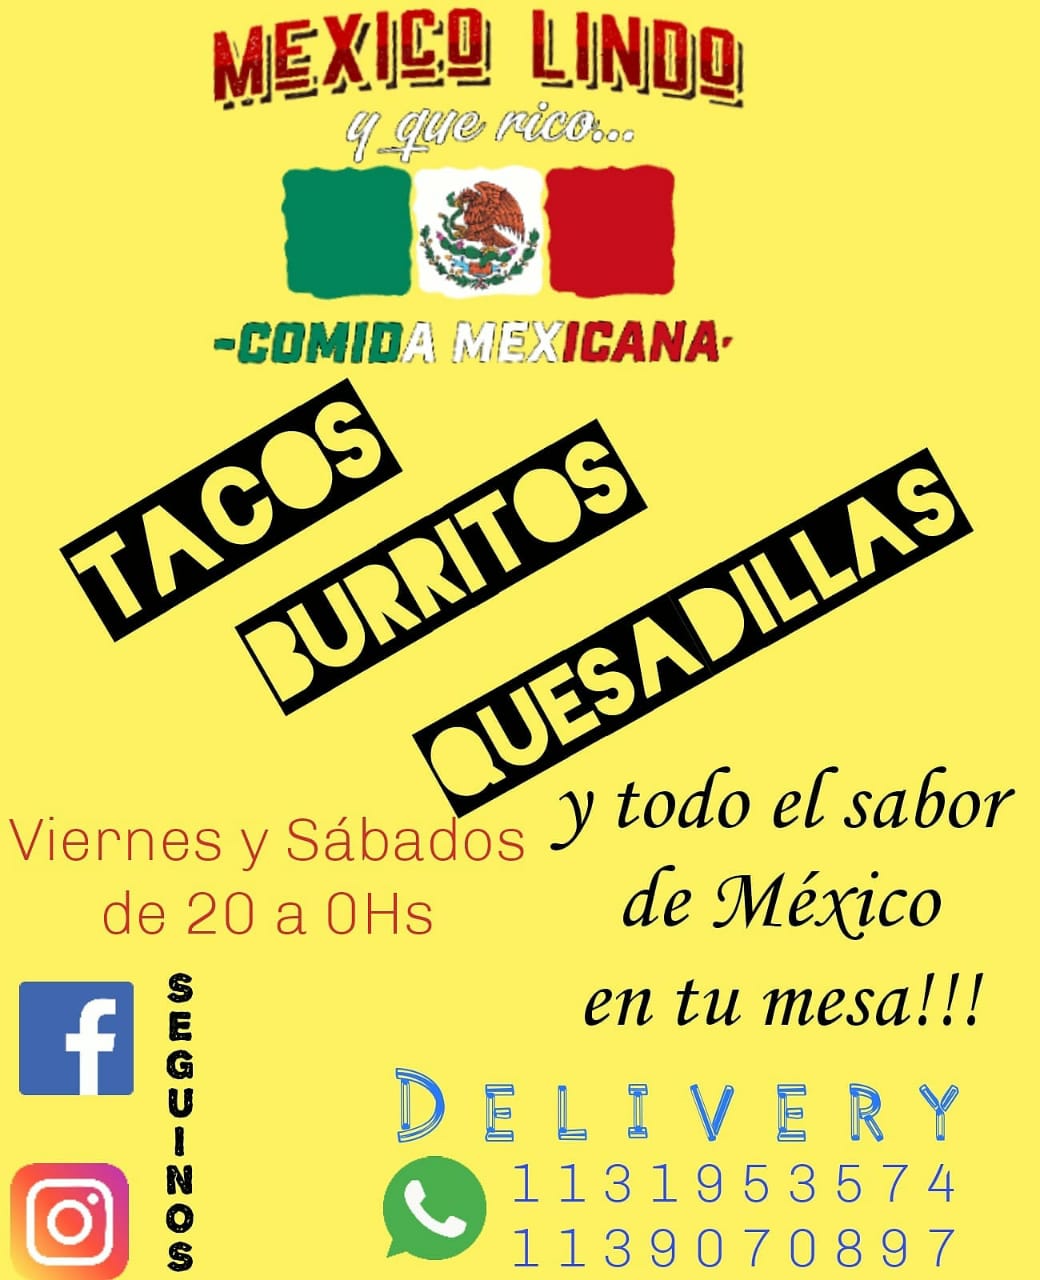 MEXICO LINDO
y que rico...
-COMIDA MEXICANA-
TACOS
BURRITOS
QUESADILLAS
y todo el sabor
de México
en tu mesa!!!
Viernes y Sábados
de 20 a 0Hs
SEGUINOS
DELIVERY
1131953574
1139070897